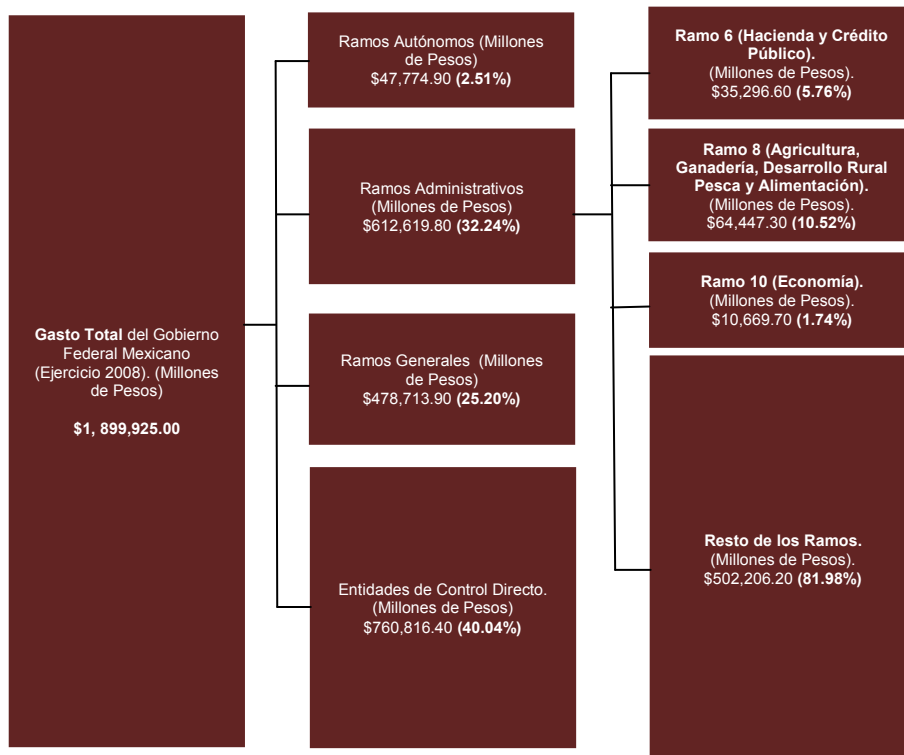 Gasto Total del Gobierno
Federal Mexicano
(Ejercicio 2008). (Millones
de Pesos)
$1, 899,925.00
Ramos Autónomos (Millones
de Pesos)
$47,774.90 (2.51%)
Ramos Administrativos
(Millones de Pesos)
$612,619.80 (32.24%)
Ramos Generales (Millones
de Pesos)
$478,713.90 (25.20%)
Entidades de Control Directo.
(Millones de Pesos)
$760,816.40 (40.04%)
Ramo 6 (Hacienda y Crédito
Público).
(Millones de Pesos).
$35,296.60 (5.76%)
Ramo 8 (Agricultura,
Ganadería, Desarrollo Rural
Pesca y Alimentación).
(Millones de Pesos).
$64,447.30 (10.52%)
Ramo 10 (Economía).
(Millones de Pesos).
$10,669.70 (1.74%)
Resto de los Ramos.
(Millones de Pesos).
$502,206.20 (81.98%)